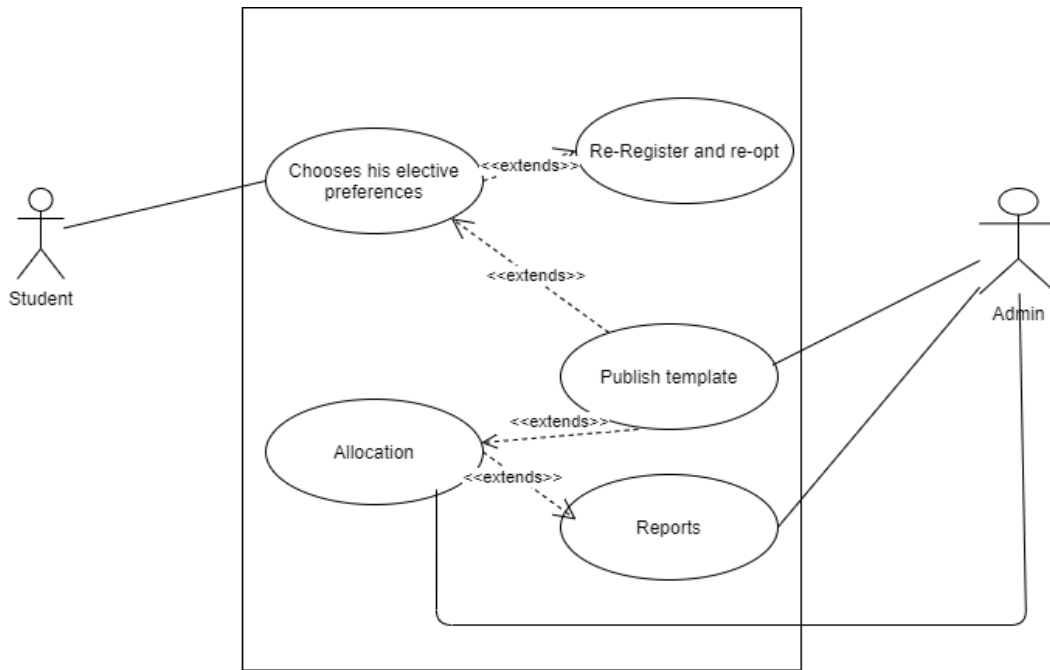 Chooses his elective
preferences
<<extends>>
Re-Register and re-opt
Student
<<extends>>
Admin
Publish template
<<extends>>
Allocation
<<extends>>
Reports